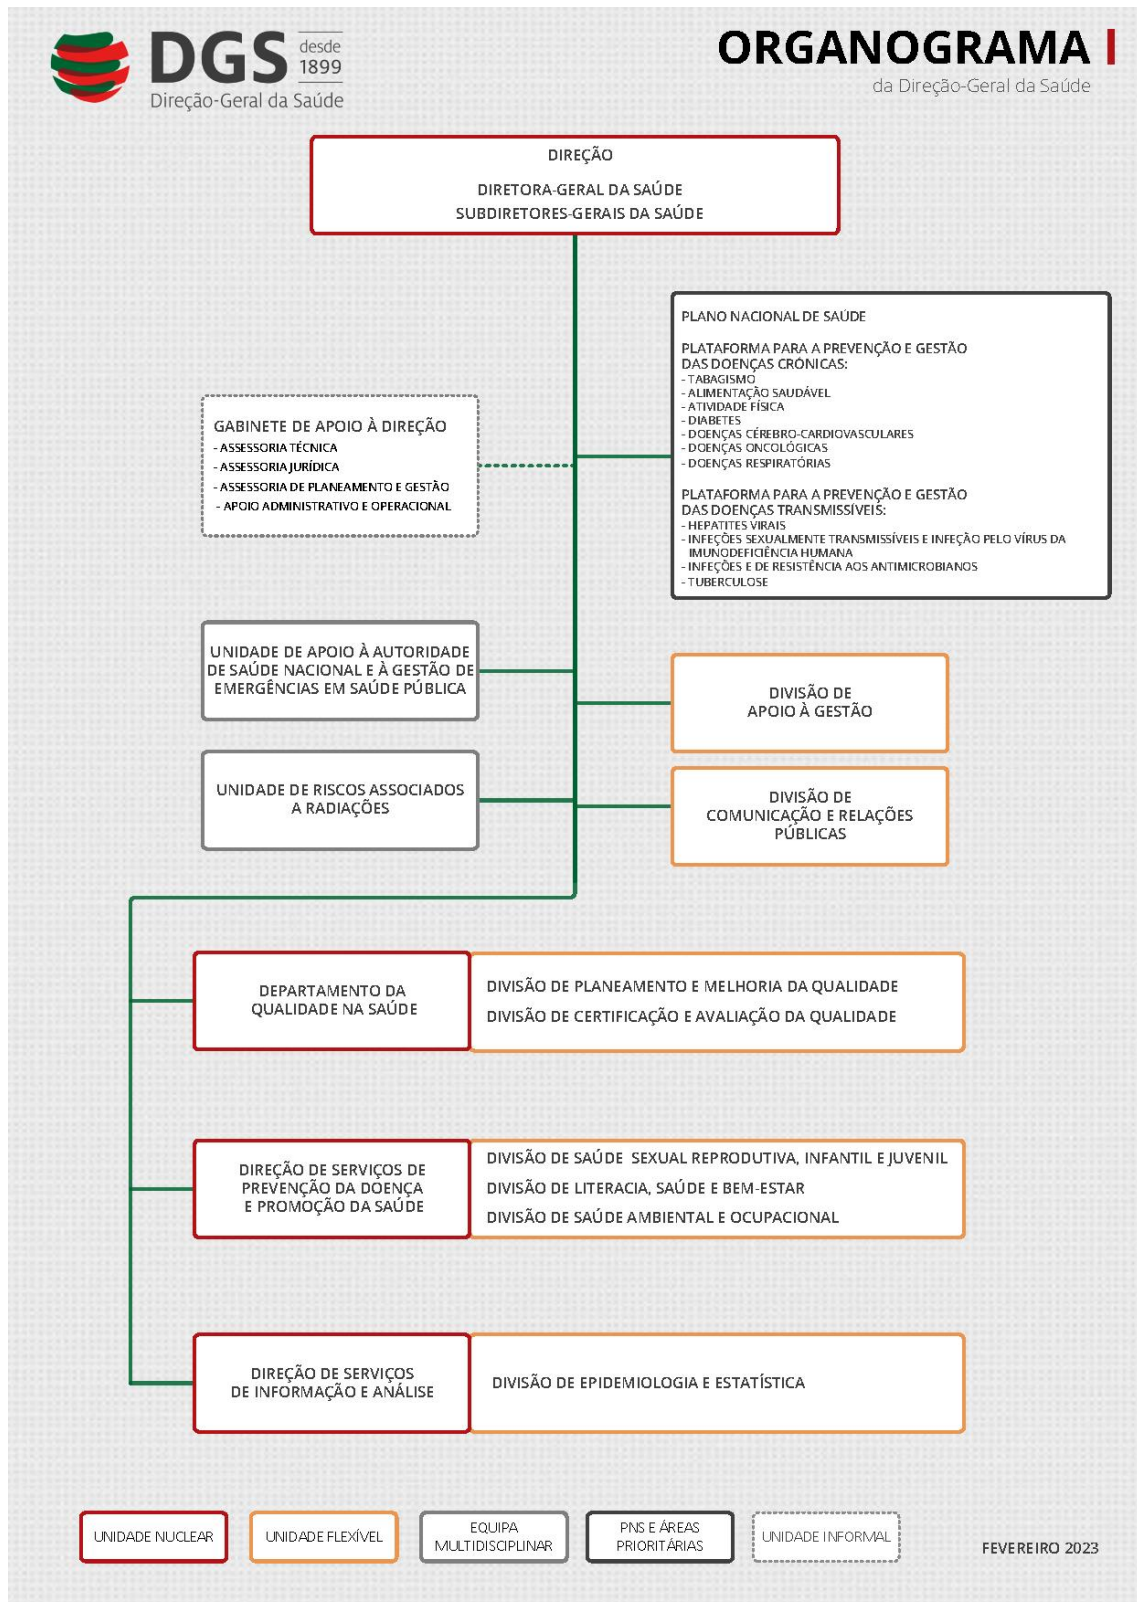 DGS desde 1899
Direção-Geral da Saúde
ORGANOGRAMA
da Direção-Geral da Saúde
DIREÇÃO
DIRETORA-GERAL DA SAÚDE
SUBDIRETORES-GERAIS DA SAÚDE
PLANO NACIONAL DE SAÚDE
PLATAFORMA PARA A PREVENÇÃO E GESTÃO
DAS DOENÇAS CRÓNICAS:
- TABAGISMO
- ALIMENTAÇÃO SAUDÁVEL
- ATIVIDADE FÍSICA
- DIABETES
- DOENÇAS CÉREBRO-CARDIOVASCULARES
- DOENÇAS ONCOLÓGICAS
- DOENÇAS RESPIRATÓRIAS
PLATAFORMA PARA A PREVENÇÃO E GESTÃO
DAS DOENÇAS TRANSMISSÍVEIS:
- HEPATITES VIRAIS
- INFEÇÕES SEXUALMENTE TRANSMISSÍVEIS E INFEÇÃO PELO VÍRUS DA
IMUNODEFICIÊNCIA HUMANA
- INFEÇÕES E DE RESISTÊNCIA AOS ANTIMICROBIANOS
- TUBERCULOSE
GABINETE DE APOIO À DIREÇÃO
- ASSESSORIA TÉCNICA
- ASSESSORIA JURÍDICA
- ASSESSORIA DE PLANEAMENTO E GESTÃO
- APOIO ADMINISTRATIVO E OPERACIONAL
UNIDADE DE APOIO À AUTORIDADE
DE SAÚDE NACIONAL E À GESTÃO DE
EMERGÊNCIAS EM SAÚDE PÚBLICA
DIVISÃO DE
APOIO À GESTÃO
UNIDADE DE RISCOS ASSOCIADOS
A RADIAÇÕES
DIVISÃO DE
COMUNICAÇÃO E RELAÇÕES
PÚBLICAS
DEPARTAMENTO DA
QUALIDADE NA SAÚDE
DIVISÃO DE PLANEAMENTO E MELHORIA DA QUALIDADE
DIVISÃO DE CERTIFICAÇÃO E AVALIAÇÃO DA QUALIDADE
DIREÇÃO DE SERVIÇOS DE
PREVENÇÃO DA DOENÇA
E PROMOÇÃO DA SAÚDE
DIVISÃO DE SAÚDE SEXUAL REPRODUTIVA, INFANTIL E JUVENIL
DIVISÃO DE LITERACIA, SAÚDE E BEM-ESTAR
DIVISÃO DE SAÚDE AMBIENTAL E OCUPACIONAL
DIREÇÃO DE SERVIÇOS
DE INFORMAÇÃO E ANÁLISE
DIVISÃO DE EPIDEMIOLOGIA E ESTATÍSTICA
UNIDADE NUCLEAR
UNIDADE FLEXÍVEL
EQUIPA
MULTIDISCIPLINAR
PNS E ÁREAS
PRIORITÁRIAS
UNIDADE INFORMAL
FEVEREIRO 2023